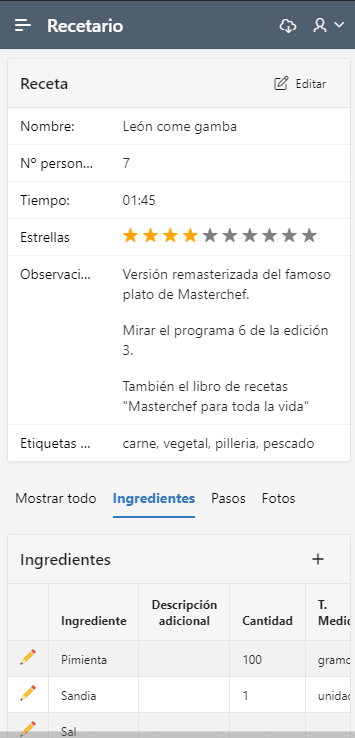 Recetario
Receta
Editar
Nombre: León come gamba
Nº person... 7
Tiempo: 01:45
Estrellas
Observaci... Versión remasterizada del famoso
plato de Masterchef.
Mirar el programa 6 de la edición
3.
También el libro de recetas
"Masterchef para toda la vida"
Etiquetas ... carne, vegetal, pilleria, pescado
Mostrar todo Ingredientes Pasos Fotos
Ingredientes
Ingrediente Descripción adicional Cantidad T. Medic
Pimienta 100 gramo
Sandía 1 unidad
Sal